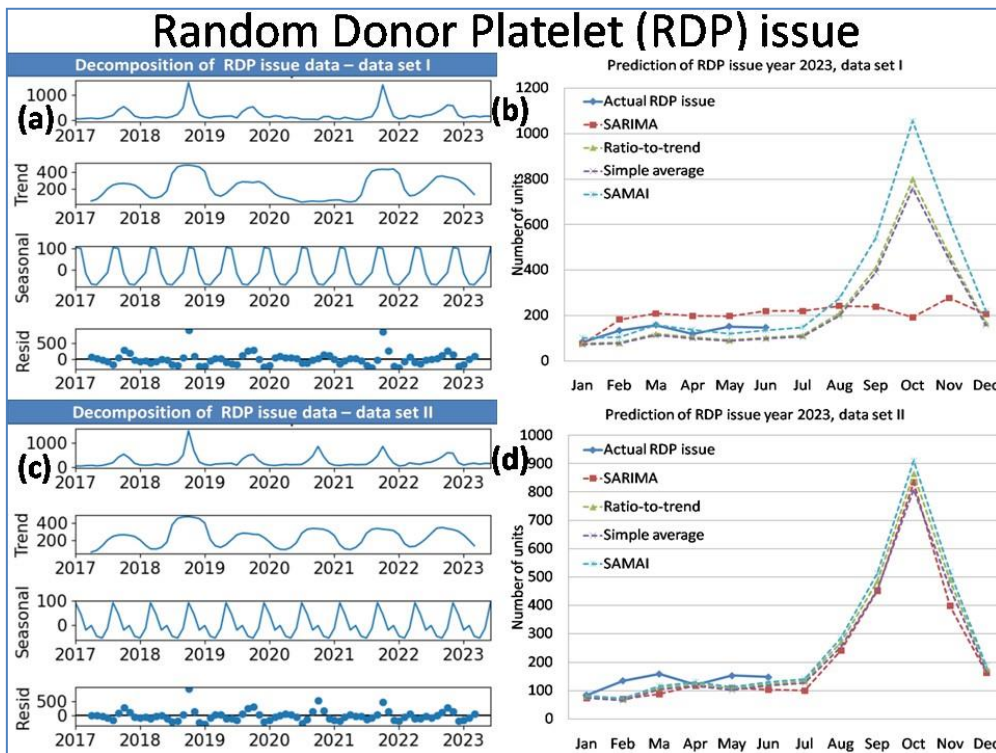 Random Donor Platelet (RDP) issue
Decomposition of RDP issue data – data set I
(a)
1000
0
2017 2018 2019 2020 2021 2022 2023
Trend
400
200
2017 2018 2019 2020 2021 2022 2023
Seasonal
100
0
2017 2018 2019 2020 2021 2022 2023
Resid
500
0
2017 2018 2019 2020 2021 2022 2023
Prediction of RDP issue year 2023, data set I
(b)
Number of units
1200
1000
800
600
400
200
0
Actual RDP issue
SARIMA
Ratio-to-trend
Simple average
SAMAI
Jan Feb Ma Apr May Jun Jul Aug Sep Oct Nov Dec
Decomposition of RDP issue data – data set II
(c)
1000
0
2017 2018 2019 2020 2021 2022 2023
Trend
400
200
2017 2018 2019 2020 2021 2022 2023
Seasonal
100
0
2017 2018 2019 2020 2021 2022 2023
Resid
500
0
2017 2018 2019 2020 2021 2022 2023
Prediction of RDP issue year 2023, data set II
(d)
Number of units
1000
900
800
700
600
500
400
300
200
100
0
Actual RDP issue
SARIMA
Ratio-to-trend
Simple average
SAMAI
Jan Feb Ma Apr May Jun Jul Aug Sep Oct Nov Dec